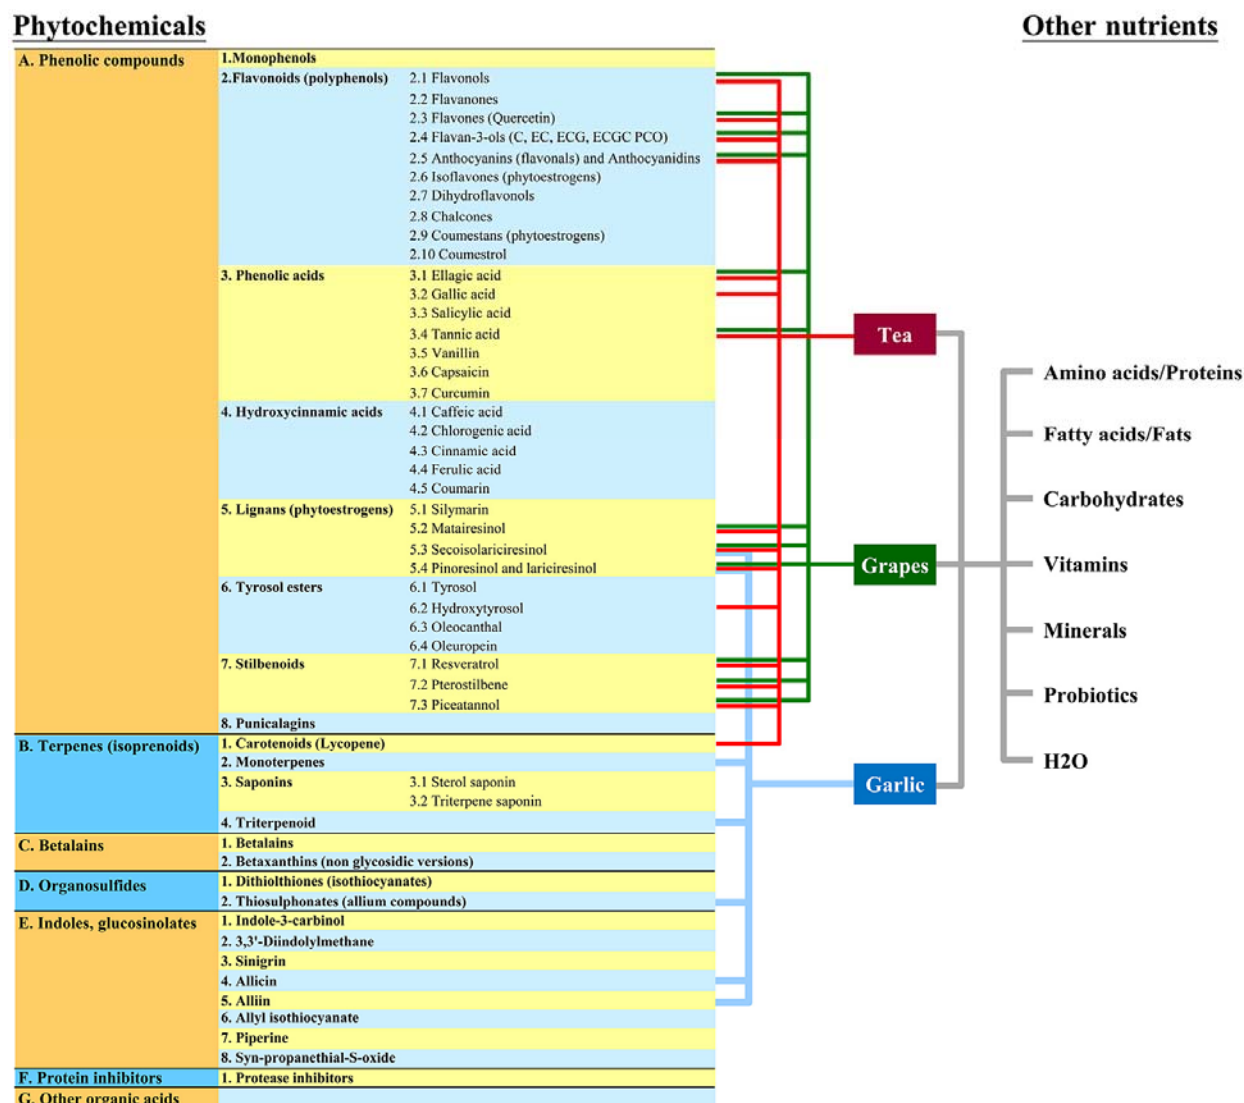 Phytochemicals
Other nutrients
A. Phenolic compounds
1.Monophenols
2.Flavonoids (polyphenols)
2.1 Flavonols
2.2 Flavanones
2.3 Flavones (Quercetin)
2.4 Flavan-3-ols (C, EC, ECG, ECGC PCO)
2.5 Anthocyanins (flavonals) and Anthocyanidins
2.6 Isoflavones (phytoestrogens)
2.7 Dihydroflavonols
2.8 Chalcones
2.9 Coumestans (phytoestrogens)
2.10 Coumestrol
3. Phenolic acids
3.1 Ellagic acid
3.2 Gallic acid
3.3 Salicylic acid
3.4 Tannic acid
3.5 Vanillin
3.6 Capsaicin
3.7 Curcumin
4. Hydroxycinnamic acids
4.1 Caffeic acid
4.2 Chlorogenic acid
4.3 Cinnamic acid
4.4 Ferulic acid
4.5 Coumarin
5. Lignans (phytoestrogens)
5.1 Silymarin
5.2 Matairesinol
5.3 Secoisolariciresinol
5.4 Pinoresinol and lariciresinol
6. Tyrosol esters
6.1 Tyrosol
6.2 Hydroxytyrosol
6.3 Oleocanthal
6.4 Oleuropein
7. Stilbenoids
7.1 Resveratrol
7.2 Pterostilbene
7.3 Piceatannol
8. Punicalagins
B. Terpenes (isoprenoids)
1. Carotenoids (Lycopene)
2. Monoterpenes
3. Saponins
3.1 Sterol saponin
3.2 Triterpene saponin
4. Triterpenoid
C. Betalains
1. Betalains
2. Betaxanthins (non glycosidic versions)
D. Organosulfides
1. Dithiolthiones (isothiocyanates)
2. Thiosulphonates (allium compounds)
E. Indoles, glucosinolates
1. Indole-3-carbinol
2. 3,3'-Diindolylmethane
3. Sinigrin
4. Allicin
5. Alliin
6. Allyl isothiocyanate
7. Piperine
8. Syn-propanethial-S-oxide
F. Protein inhibitors
1. Protease inhibitors
G. Other organic acids
Tea
Grapes
Garlic
Amino acids/Proteins
Fatty acids/Fats
Carbohydrates
Vitamins
Minerals
Probiotics
H2O